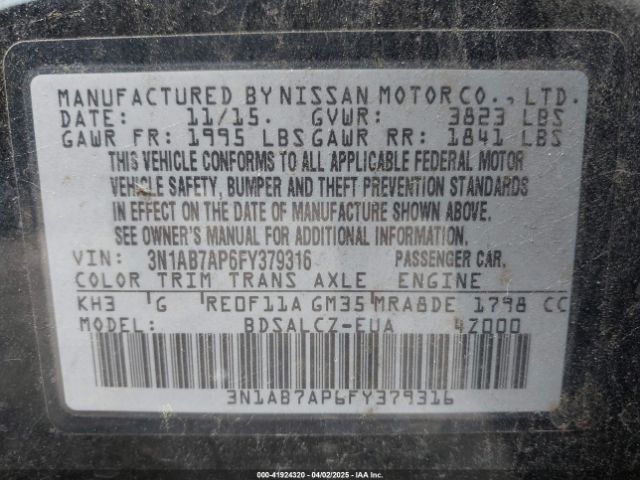 MANUFACTURED BY NISSAN MOTOR CO., LTD.
DATE: 11/15. GVWR: 3823 LBS
GAWR FR: 1995 LBS GAWR RR: 1841 LBS
THIS VEHICLE CONFORMS TO ALL APPLICABLE FEDERAL MOTOR
VEHICLE SAFETY, BUMPER AND THEFT PREVENTION STANDARDS
IN EFFECT ON THE DATE OF MANUFACTURE SHOWN ABOVE.
SEE OWNER'S MANUAL FOR ADDITIONAL INFORMATION.
VIN: 3N1AB7AP6FY379316 PASSENGER CAR.
COLOR TRIM TRANS AXLE ENGINE
KH3 G RE0F11A GM35 MRA8DE 1798 CC
MODEL: BDSALCZ-EUA 4Z000
3N1AB7AP6FY379316
000-41924320 04/02/2025 IAA Inc. (C)